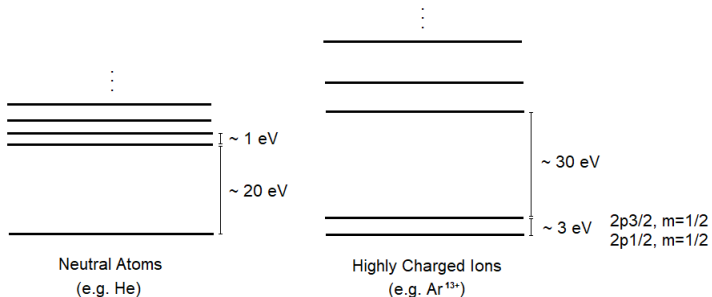 ~ 1 eV
~ 20 eV
Neutral Atoms
(e.g. He)
~ 30 eV
~ 3 eV
2p3/2, m=1/2
2p1/2, m=1/2
Highly Charged Ions
(e.g. Ar¹³⁺)